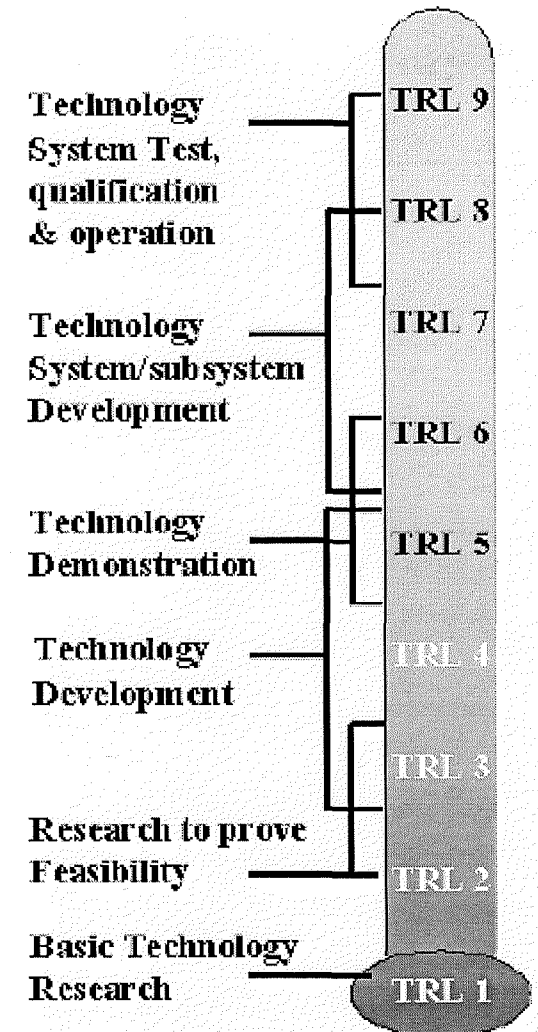 Technology
System Test,
qualification
& operation
Technology
System/subsystem
Development
Technology
Demonstration
Technology
Development
Research to prove
Feasibility
Basic Technology
Research
TRL 9
TRL 8
TRL 7
TRL 6
TRL 5
TRL 4
TRL 3
TRL 2
TRL 1